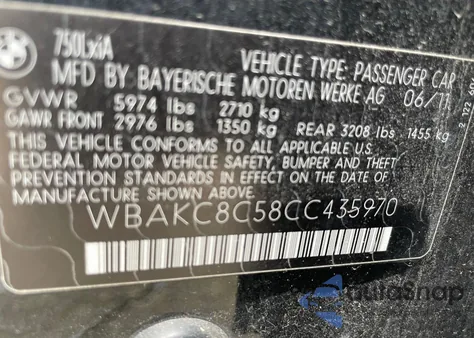 BMW
750LxiA
VEHICLE TYPE: PASSENGER CAR
MFD BY BAYERISCHE MOTOREN WERKE AG 06/11
GVWR 5974 lbs 2710 kg
GAWR FRONT 2976 lbs 1350 kg REAR 3208 lbs 1455 kg
THIS VEHICLE CONFORMS TO ALL APPLICABLE U.S.
FEDERAL MOTOR VEHICLE SAFETY, BUMPER AND THEFT
PREVENTION STANDARDS IN EFFECT ON THE DATE OF
MANUFACTURE SHOWN ABOVE.
WBAKC8C58CC435970
AutoSnap